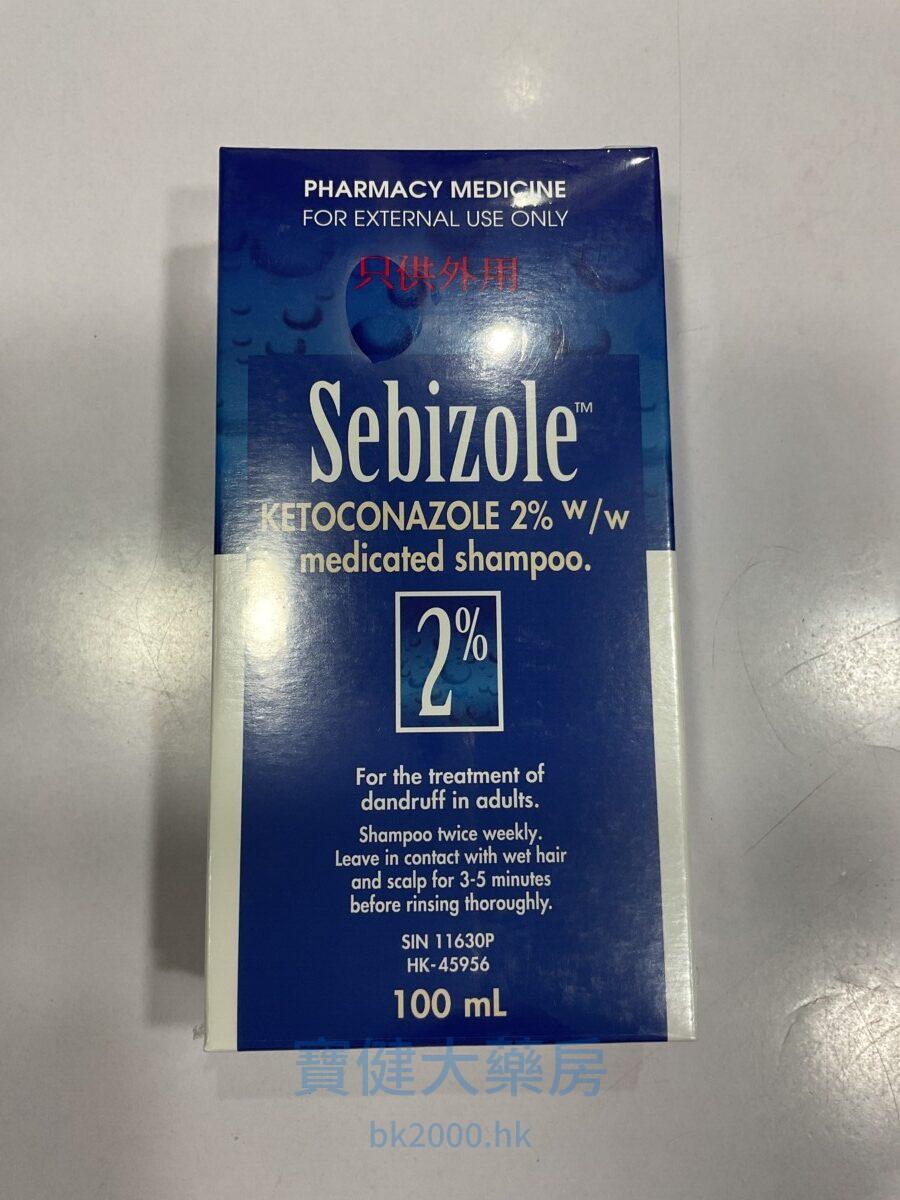 PHARMACY MEDICINE
FOR EXTERNAL USE ONLY
只供外用
Sebizole™
KETOCONAZOLE 2% w/w
medicated shampoo.
2%
For the treatment of
dandruff in adults.
Shampoo twice weekly.
Leave in contact with wet hair
and scalp for 3-5 minutes
before rinsing thoroughly.
SIN 11630P
HK-45956
100 mL
寶健大藥房
bk2000.hk